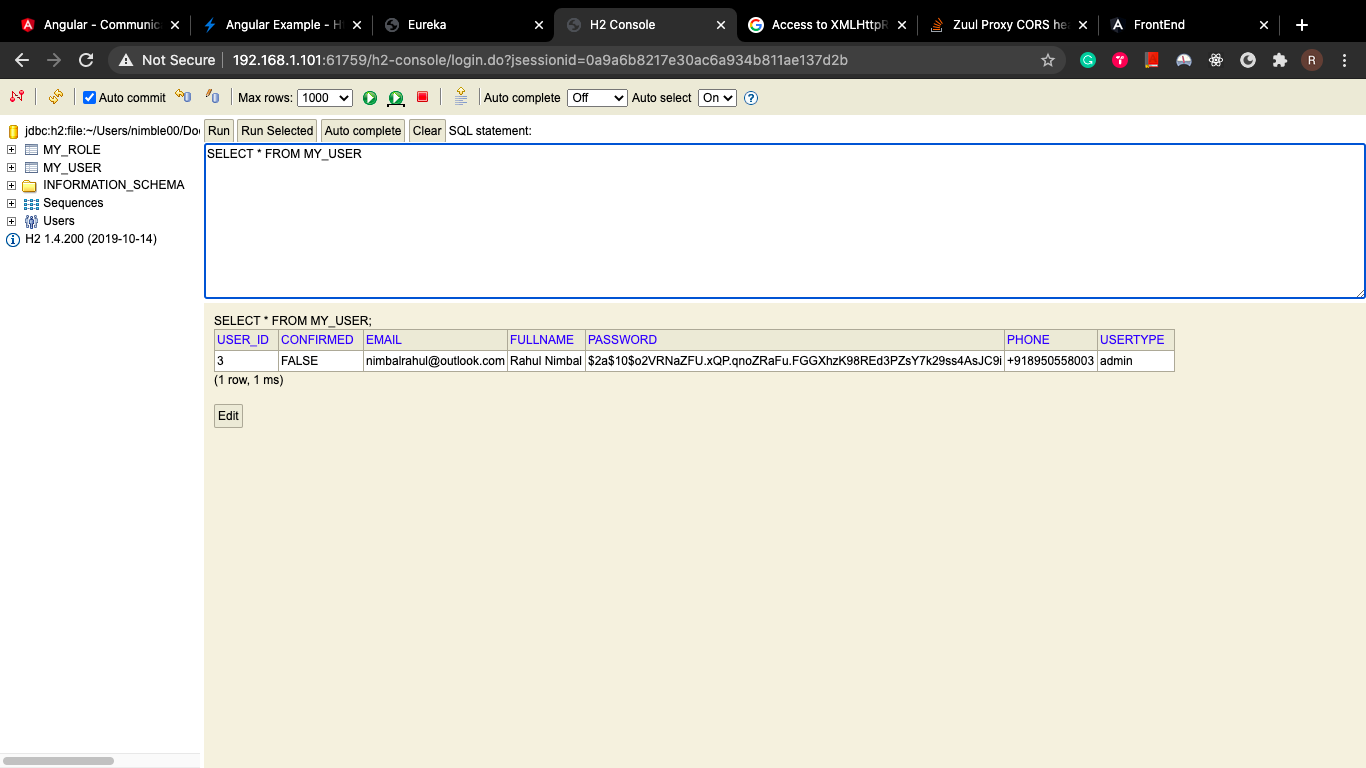 Angular - Communic
Angular Example - H
Eureka
H2 Console
Access to XMLHttpR
Zuul Proxy CORS he
FrontEnd
Not Secure 192.168.1.101:61759/h2-console/login.do?jsessionid=0a9a6b8217e30ac6a934b811ae137d2b
R
Auto commit Max rows: 1000 Auto complete Off Auto select On
jdbc:h2:file:~/Users/nimble00/Do
MY_ROLE
MY_USER
INFORMATION_SCHEMA
Sequences
Users
H2 1.4.200 (2019-10-14)
Run Run Selected Auto complete Clear SQL statement:
SELECT * FROM MY_USER
SELECT * FROM MY_USER;
USER_ID CONFIRMED EMAIL FULLNAME PASSWORD PHONE USERTYPE
3 FALSE nimbalrahul@outlook.com Rahul Nimbal $2a$10$o2VRNaZFU.xQP.qnoZRaFu.FGGXhzK98REd3PZsY7k29ss4AsJC9i +918950558003 admin
(1 row, 1 ms)
Edit